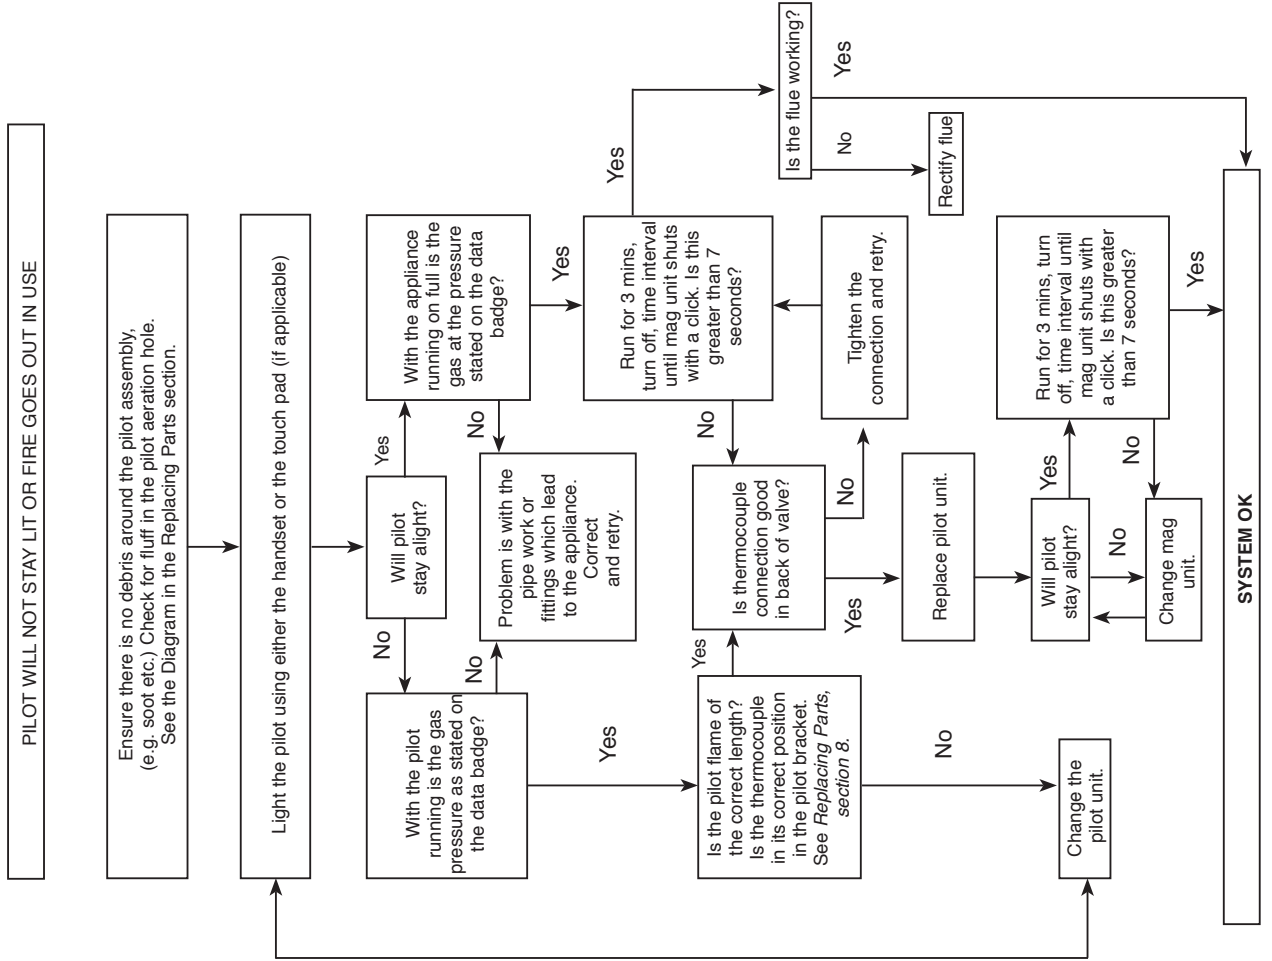 PILOT WILL NOT STAY LIT OR FIRE GOES OUT IN USE
Ensure there is no debris around the pilot assembly,
(e.g. soot etc.) Check for fluff in the pilot aeration hole.
See the Diagram in the Replacing Parts section.
Light the pilot using either the handset or the touch pad (if applicable)
Will pilot
stay alight?
No
Yes
With the pilot
running is the gas
pressure as stated on
the data badge?
No
Yes
Problem is with the
pipe work or
fittings which lead
to the appliance.
Correct
and retry.
With the appliance
running on full is the
gas at the pressure
stated on the data
badge?
No
Yes
Is the pilot flame of
the correct length?
Is the thermocouple
in its correct position
in the pilot bracket.
See Replacing Parts,
section 8.
Yes
No
Is thermocouple
connection good
in back of valve?
Yes
No
Run for 3 mins,
turn off, time interval
until mag unit shuts
with a click. Is this
greater than 7
seconds?
No
Yes
Is the flue working?
No
Yes
Rectify flue
Tighten the
connection and retry.
Replace pilot unit.
Will pilot
stay alight?
Yes
No
Change mag
unit.
Run for 3 mins, turn
off, time interval until
mag unit shuts with
a click. Is this greater
than 7 seconds?
No
Yes
Change the
pilot unit.
SYSTEM OK